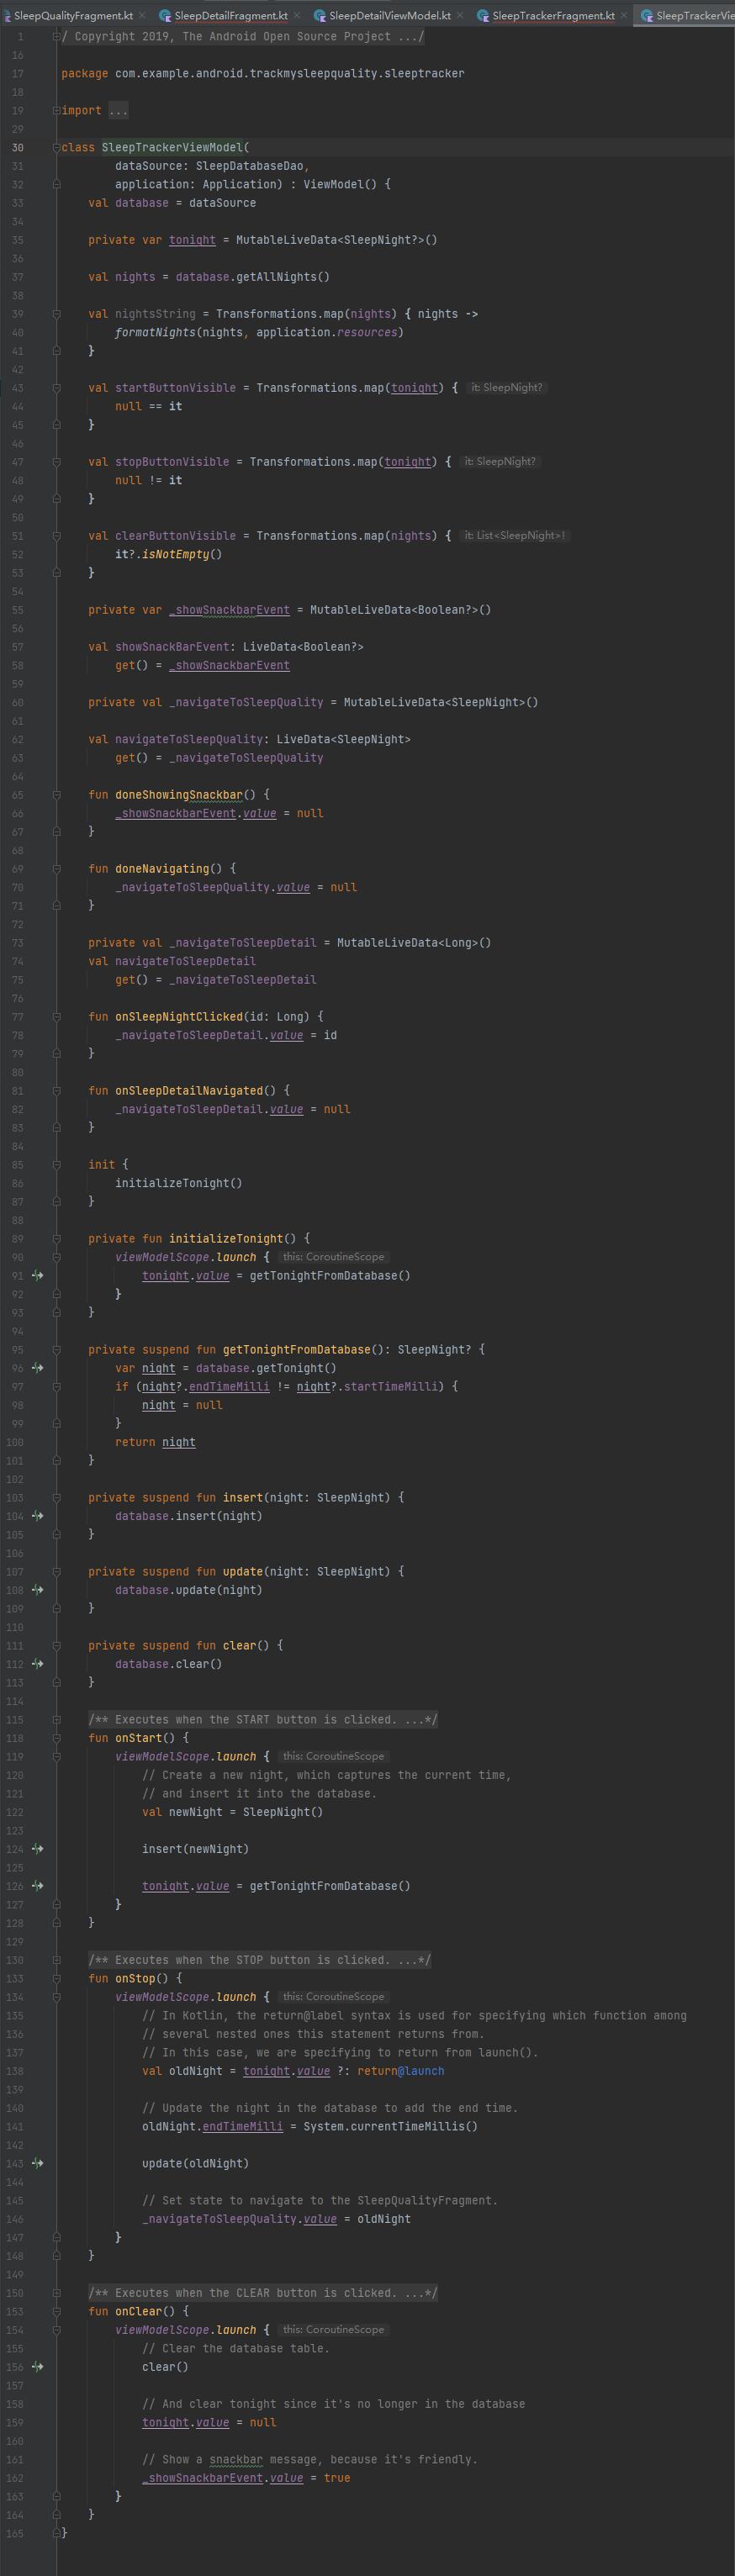 SleepQualityFragment.kt × SleepDetailFragment.kt × SleepDetailViewModel.kt × SleepTrackerFragment.kt × SleepTrackerVie
1 / Copyright 2019, The Android Open Source Project .../
16
17 package com.example.android.trackmysleepquality.sleeptracker
18
19 import ...
29
30 class SleepTrackerViewModel(
31 dataSource: SleepDatabaseDao,
32 application: Application) : ViewModel() {
33 val database = dataSource
34
35 private var tonight = MutableLiveData<SleepNight?>()
36
37 val nights = database.getAllNights()
38
39 val nightsString = Transformations.map(nights) { nights ->
40 formatNights(nights, application.resources)
41 }
42
43 val startButtonVisible = Transformations.map(tonight) { it: SleepNight?
44 null == it
45 }
46
47 val stopButtonVisible = Transformations.map(tonight) { it: SleepNight?
48 null != it
49 }
50
51 val clearButtonVisible = Transformations.map(nights) { it: List<SleepNight>!
52 it?.isNotEmpty()
53 }
54
55 private var _showSnackbarEvent = MutableLiveData<Boolean?>()
56
57 val showSnackBarEvent: LiveData<Boolean?>
58 get() = _showSnackbarEvent
59
60 private val _navigateToSleepQuality = MutableLiveData<SleepNight>()
61
62 val navigateToSleepQuality: LiveData<SleepNight>
63 get() = _navigateToSleepQuality
64
65 fun doneShowingSnackbar() {
66 _showSnackbarEvent.value = null
67 }
68
69 fun doneNavigating() {
70 _navigateToSleepQuality.value = null
71 }
72
73 private val _navigateToSleepDetail = MutableLiveData<Long>()
74 val navigateToSleepDetail
75 get() = _navigateToSleepDetail
76
77 fun onSleepNightClicked(id: Long) {
78 _navigateToSleepDetail.value = id
79 }
80
81 fun onSleepDetailNavigated() {
82 _navigateToSleepDetail.value = null
83 }
84
85 init {
86 initializeTonight()
87 }
88
89 private fun initializeTonight() {
90 viewModelScope.launch { this: CoroutineScope
91 tonight.value = getTonightFromDatabase()
92 }
93 }
94
95 private suspend fun getTonightFromDatabase(): SleepNight? {
96 var night = database.getTonight()
97 if (night?.endTimeMilli != night?.startTimeMilli) {
98 night = null
99 }
100 return night
101 }
102
103 private suspend fun insert(night: SleepNight) {
104 database.insert(night)
105 }
106
107 private suspend fun update(night: SleepNight) {
108 database.update(night)
109 }
110
111 private suspend fun clear() {
112 database.clear()
113 }
114
115 /** Executes when the START button is clicked. ...*/
118 fun onStart() {
119 viewModelScope.launch { this: CoroutineScope
120 // Create a new night, which captures the current time,
121 // and insert it into the database.
122 val newNight = SleepNight()
123
124 insert(newNight)
125
126 tonight.value = getTonightFromDatabase()
127 }
128 }
129
130 /** Executes when the STOP button is clicked. ...*/
133 fun onStop() {
134 viewModelScope.launch { this: CoroutineScope
135 // In Kotlin, the return@label syntax is used for specifying which function among
136 // several nested ones this statement returns from.
137 // In this case, we are specifying to return from launch().
138 val oldNight = tonight.value ?: return@launch
139
140 // Update the night in the database to add the end time.
141 oldNight.endTimeMilli = System.currentTimeMillis()
142
143 update(oldNight)
144
145 // Set state to navigate to the SleepQualityFragment.
146 _navigateToSleepQuality.value = oldNight
147 }
148 }
149
150 /** Executes when the CLEAR button is clicked. ...*/
153 fun onClear() {
154 viewModelScope.launch { this: CoroutineScope
155 // Clear the database table.
156 clear()
157
158 // And clear tonight since it's no longer in the database
159 tonight.value = null
160
161 // Show a snackbar message, because it's friendly.
162 _showSnackbarEvent.value = true
163 }
164 }
165 }